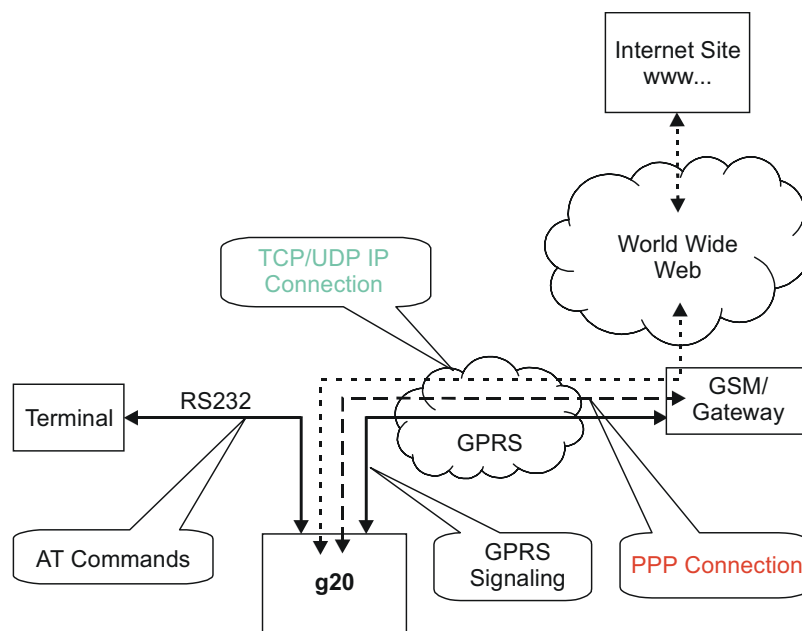 Internet Site
www...
World Wide
Web
TCP/UDP IP
Connection
GSM/
Gateway
RS232
Terminal
GPRS
AT Commands
g20
GPRS
Signaling
PPP Connection